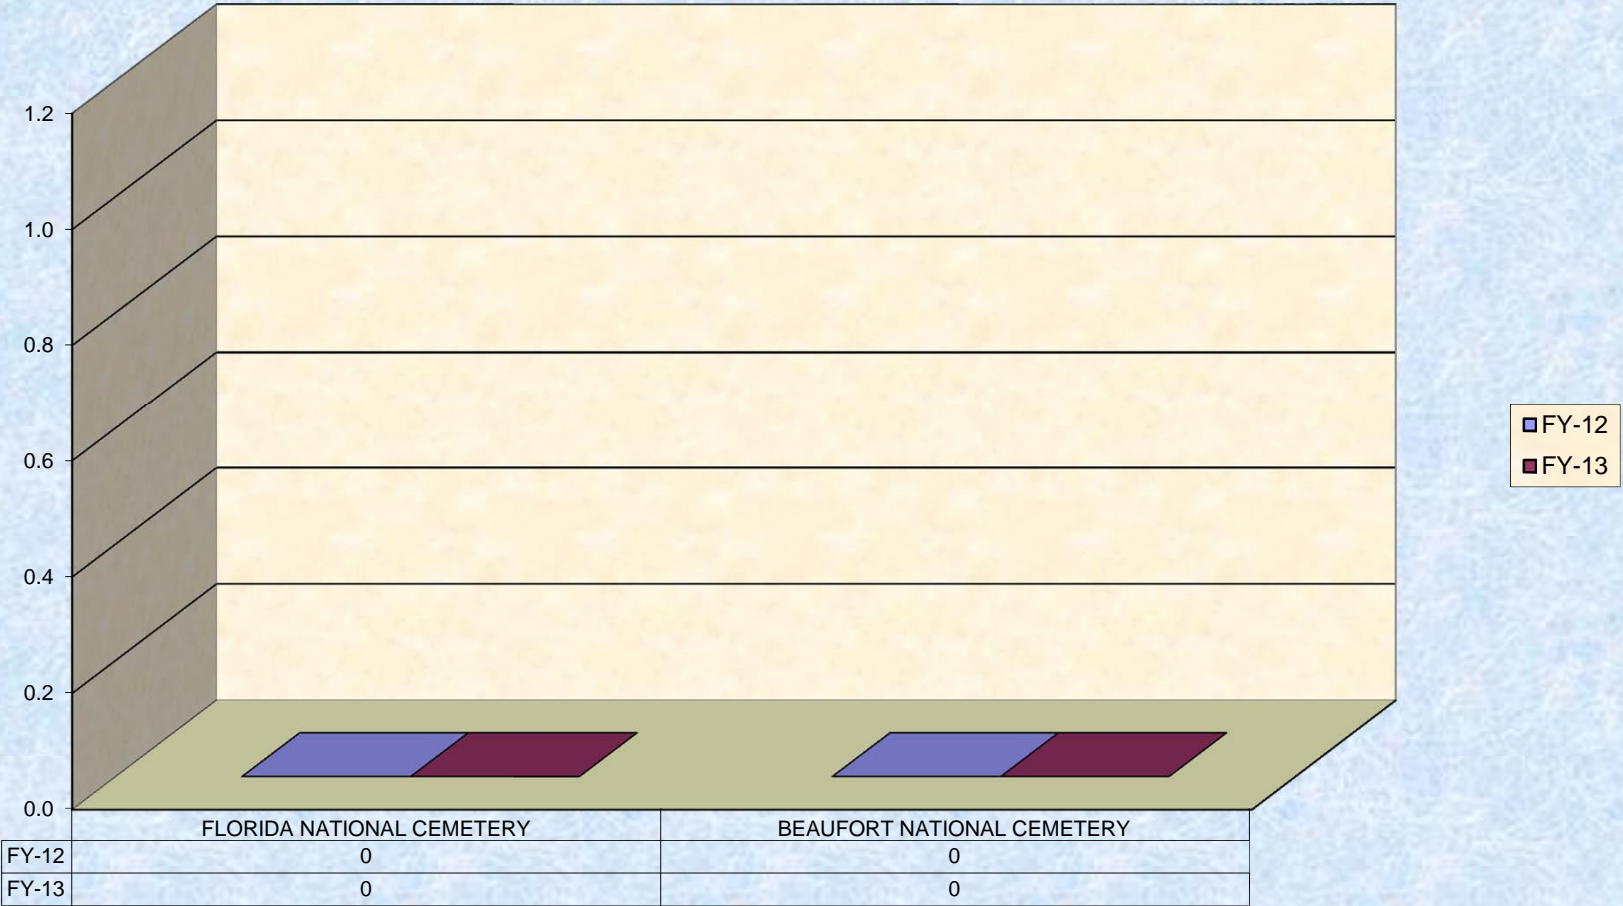 1.2
1.0
0.8
0.6
0.4
0.2
0.0
FY-12
FY-13
FLORIDA NATIONAL CEMETERY BEAUFORT NATIONAL CEMETERY
FY-12 0 0
FY-13 0 0